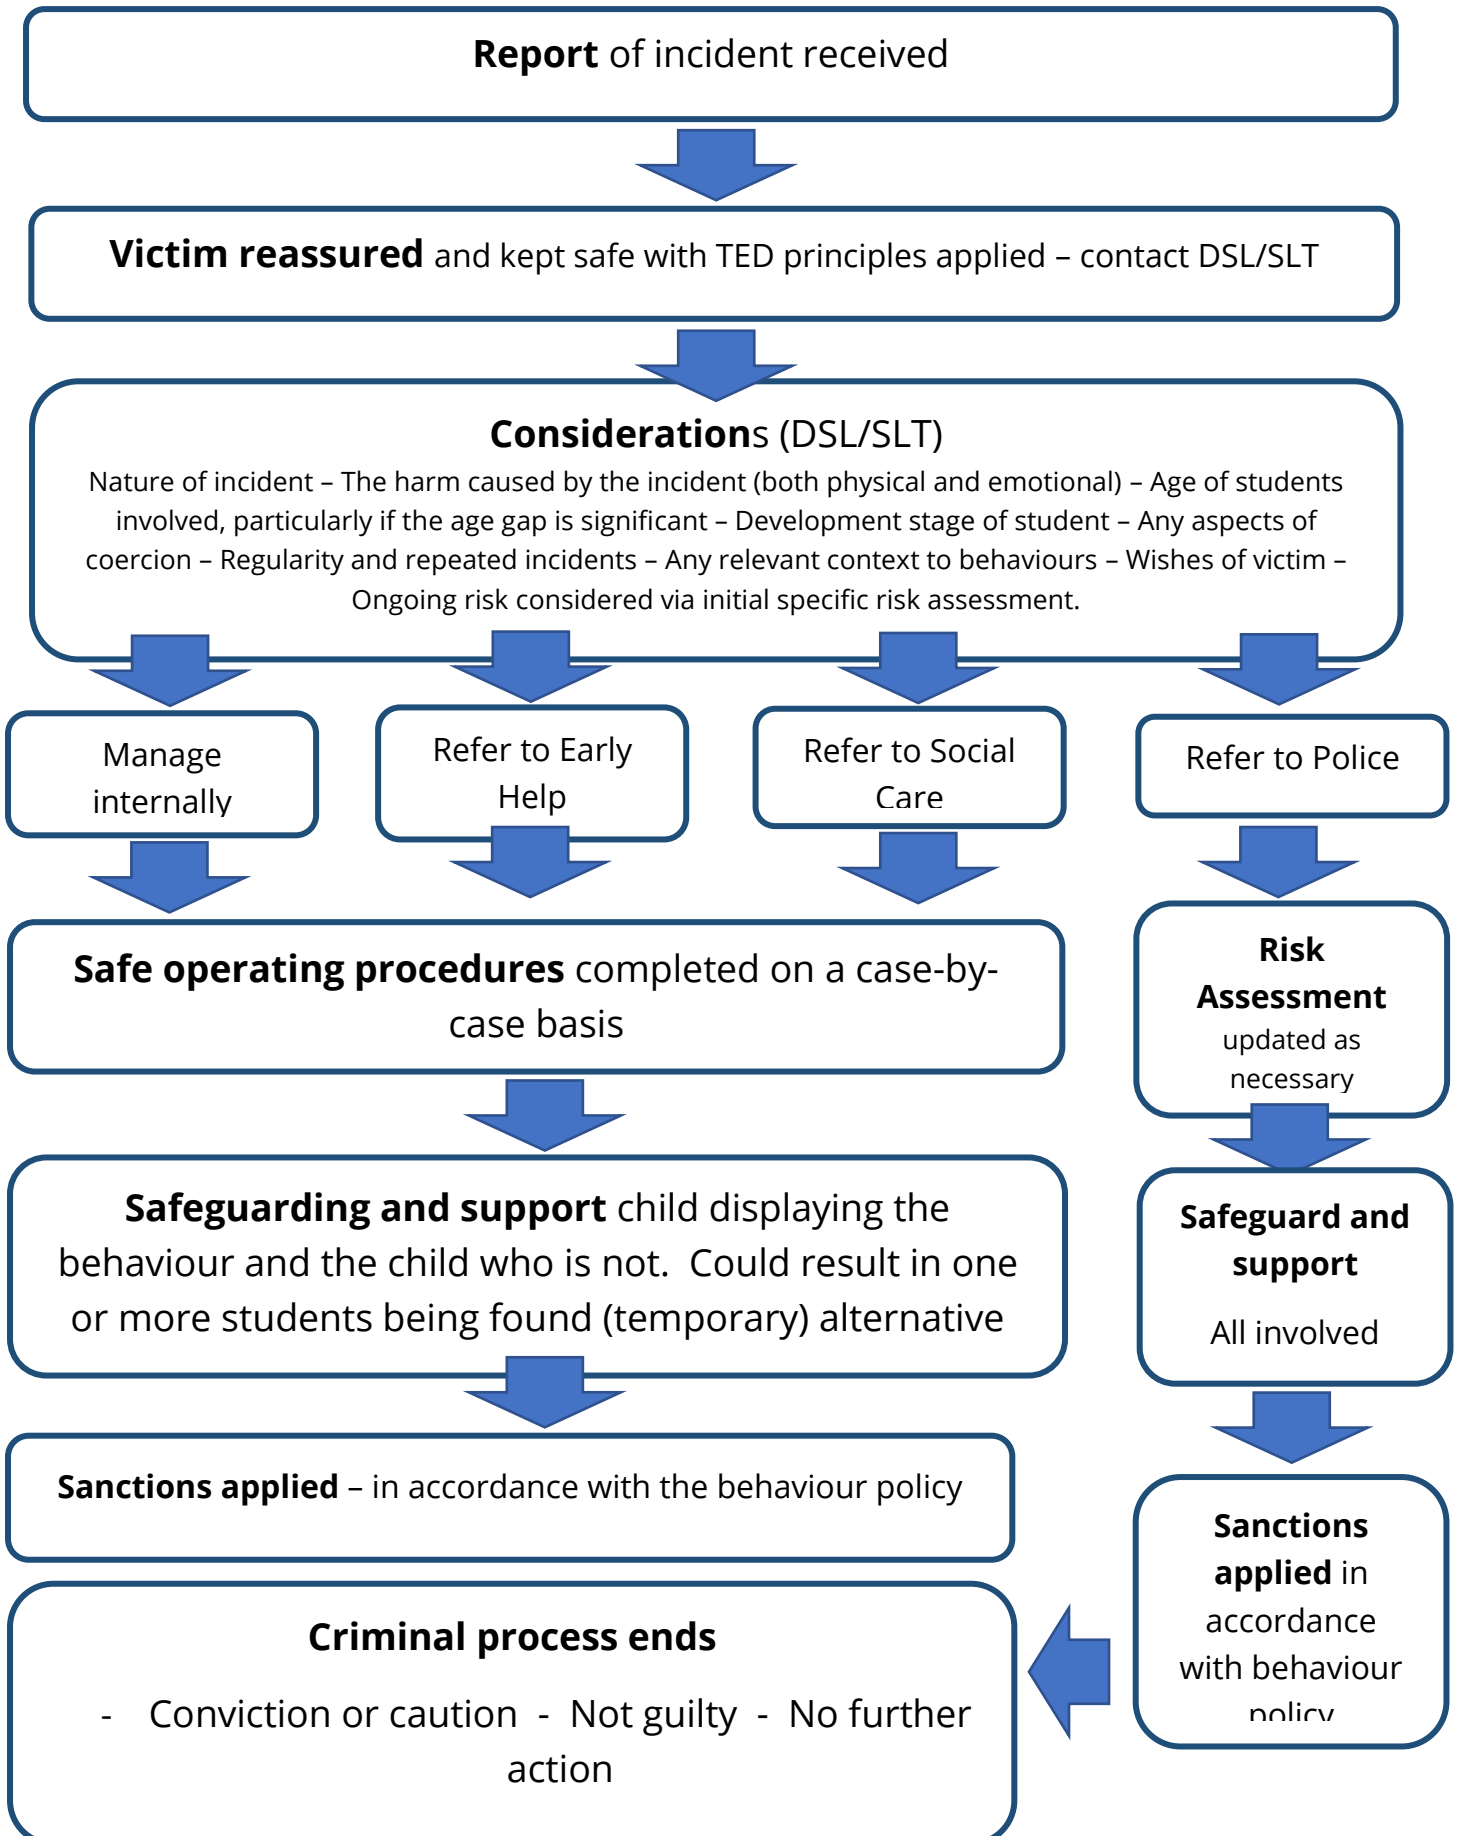 Report of incident received
Victim reassured and kept safe with TED principles applied – contact DSL/SLT
Considerations (DSL/SLT)
Nature of incident – The harm caused by the incident (both physical and emotional) – Age of students
involved, particularly if the age gap is significant – Development stage of student – Any aspects of
coercion – Regularity and repeated incidents – Any relevant context to behaviours – Wishes of victim –
Ongoing risk considered via initial specific risk assessment.
Manage
internally
Refer to Early
Help
Refer to Social
Care
Refer to Police
Safe operating procedures completed on a case-by-
case basis
Risk
Assessment
updated as
necessary
Safeguarding and support child displaying the
behaviour and the child who is not.  Could result in one
or more students being found (temporary) alternative
Safeguard and
support
All involved
Sanctions applied – in accordance with the behaviour policy
Sanctions
applied in
accordance
with behaviour
policy
Criminal process ends
- Conviction or caution - Not guilty - No further
action